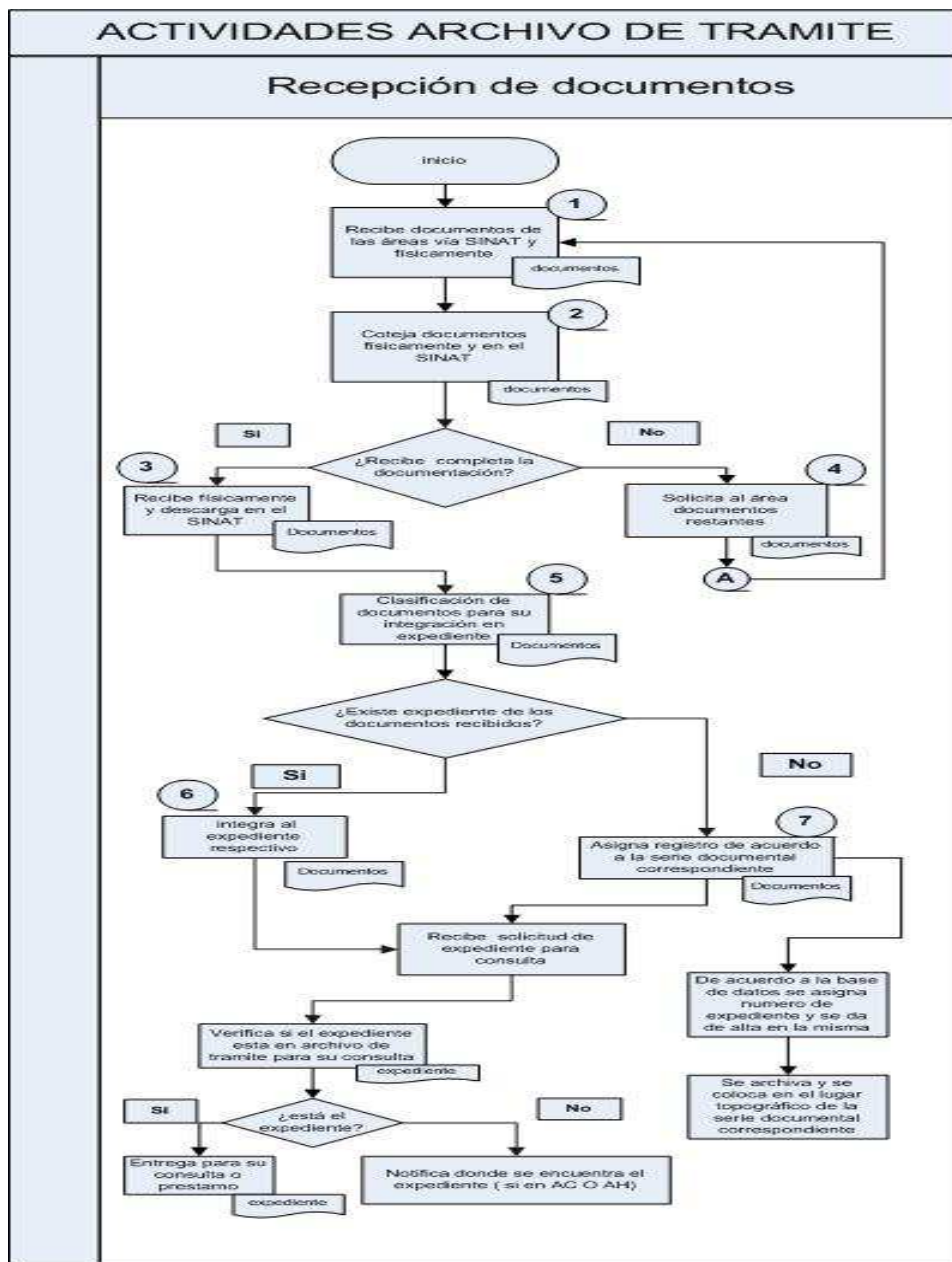 ACTIVIDADES ARCHIVO DE TRAMITE
Recepción de documentos
inicio
1
Recibe documentos de
las áreas vía SINAT y
físicamente
documentos
2
Coteja documentos
físicamente y en el
SINAT
documentos
Si
No
¿Recibe completa la
documentación?
3
Recibe físicamente
y descarga en el
SINAT
Documentos
4
Solicita al área
documentos
restantes
documentos
A
5
Clasificación de
documentos para su
integración en
expediente
Documentos
¿Existe expediente de los
documentos recibidos?
Si
No
6
integra al
expediente
respectivo
Documentos
7
Asigna registro de acuerdo
a la serie documental
correspondiente
Documentos
Recibe solicitud de
expediente para
consulta
De acuerdo a la base
de datos se asigna
numero de
expediente y se da
de alta en la misma
Verifica si el expediente
esta en archivo de
tramite para su consulta
expediente
Se archiva y se
coloca en el lugar
topográfico de la
serie documental
correspondiente
Si
No
¿está el
expediente?
Entrega para su
consulta o
prestamo
expediente
Notifica donde se encuentra el
expediente ( si en AC O AH)